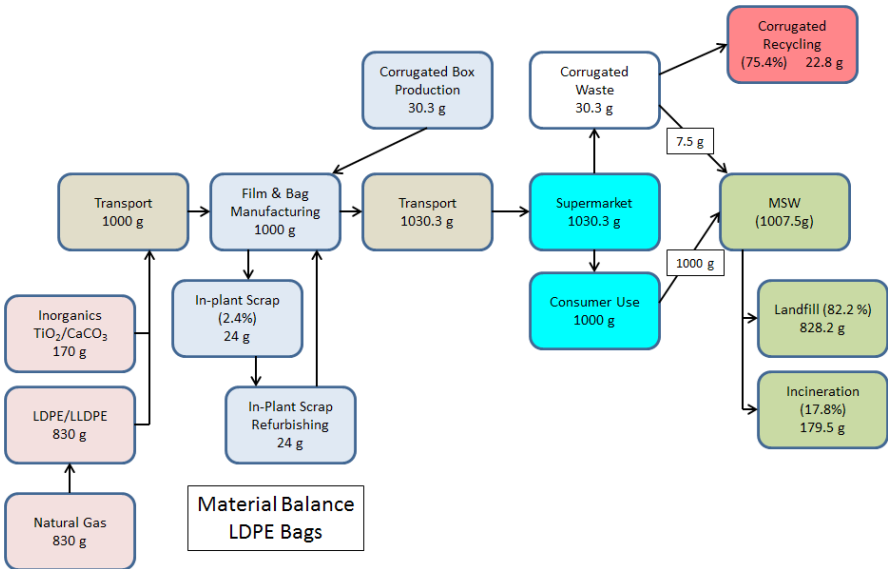 Corrugated
Recycling
(75.4%) 22.8 g
Corrugated Box
Production
30.3 g
Corrugated
Waste
30.3 g
7.5 g
Transport
1000 g
Film & Bag
Manufacturing
1000 g
Transport
1030.3 g
Supermarket
1030.3 g
MSW
(1007.5g)
1000 g
Inorganics
TiO₂/CaCO₃
170 g
In-plant Scrap
(2.4%)
24 g
Consumer Use
1000 g
Landfill (82.2 %)
828.2 g
LDPE/LLDPE
830 g
In-Plant Scrap
Refurbishing
24 g
Incineration
(17.8%)
179.5 g
Natural Gas
830 g
Material Balance
LDPE Bags